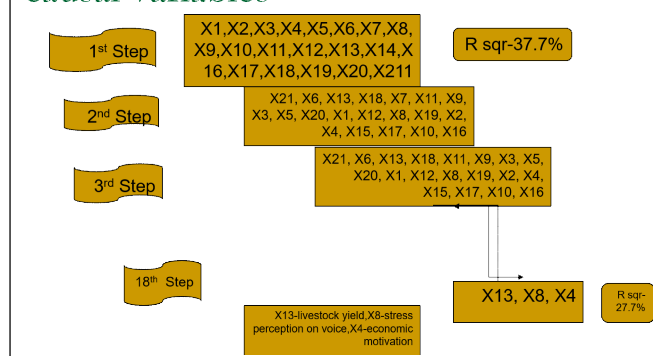 1st Step
X1,X2,X3,X4,X5,X6,X7,X8,
X9,X10,X11,X12,X13,X14,X
16,X17,X18,X19,X20,X211
R sqr-37.7%
2nd Step
X21, X6, X13, X18, X7, X11, X9,
X3, X5, X20, X1, X12, X8, X19, X2,
X4, X15, X17, X10, X16
3rd Step
X21, X6, X13, X18, X11, X9, X3, X5,
X20, X1, X12, X8, X19, X2, X4,
X15, X17, X10, X16
18th Step
X13, X8, X4
R sqr-
27.7%
X13-livestock yield,X8-stress
perception on voice,X4-economic
motivation